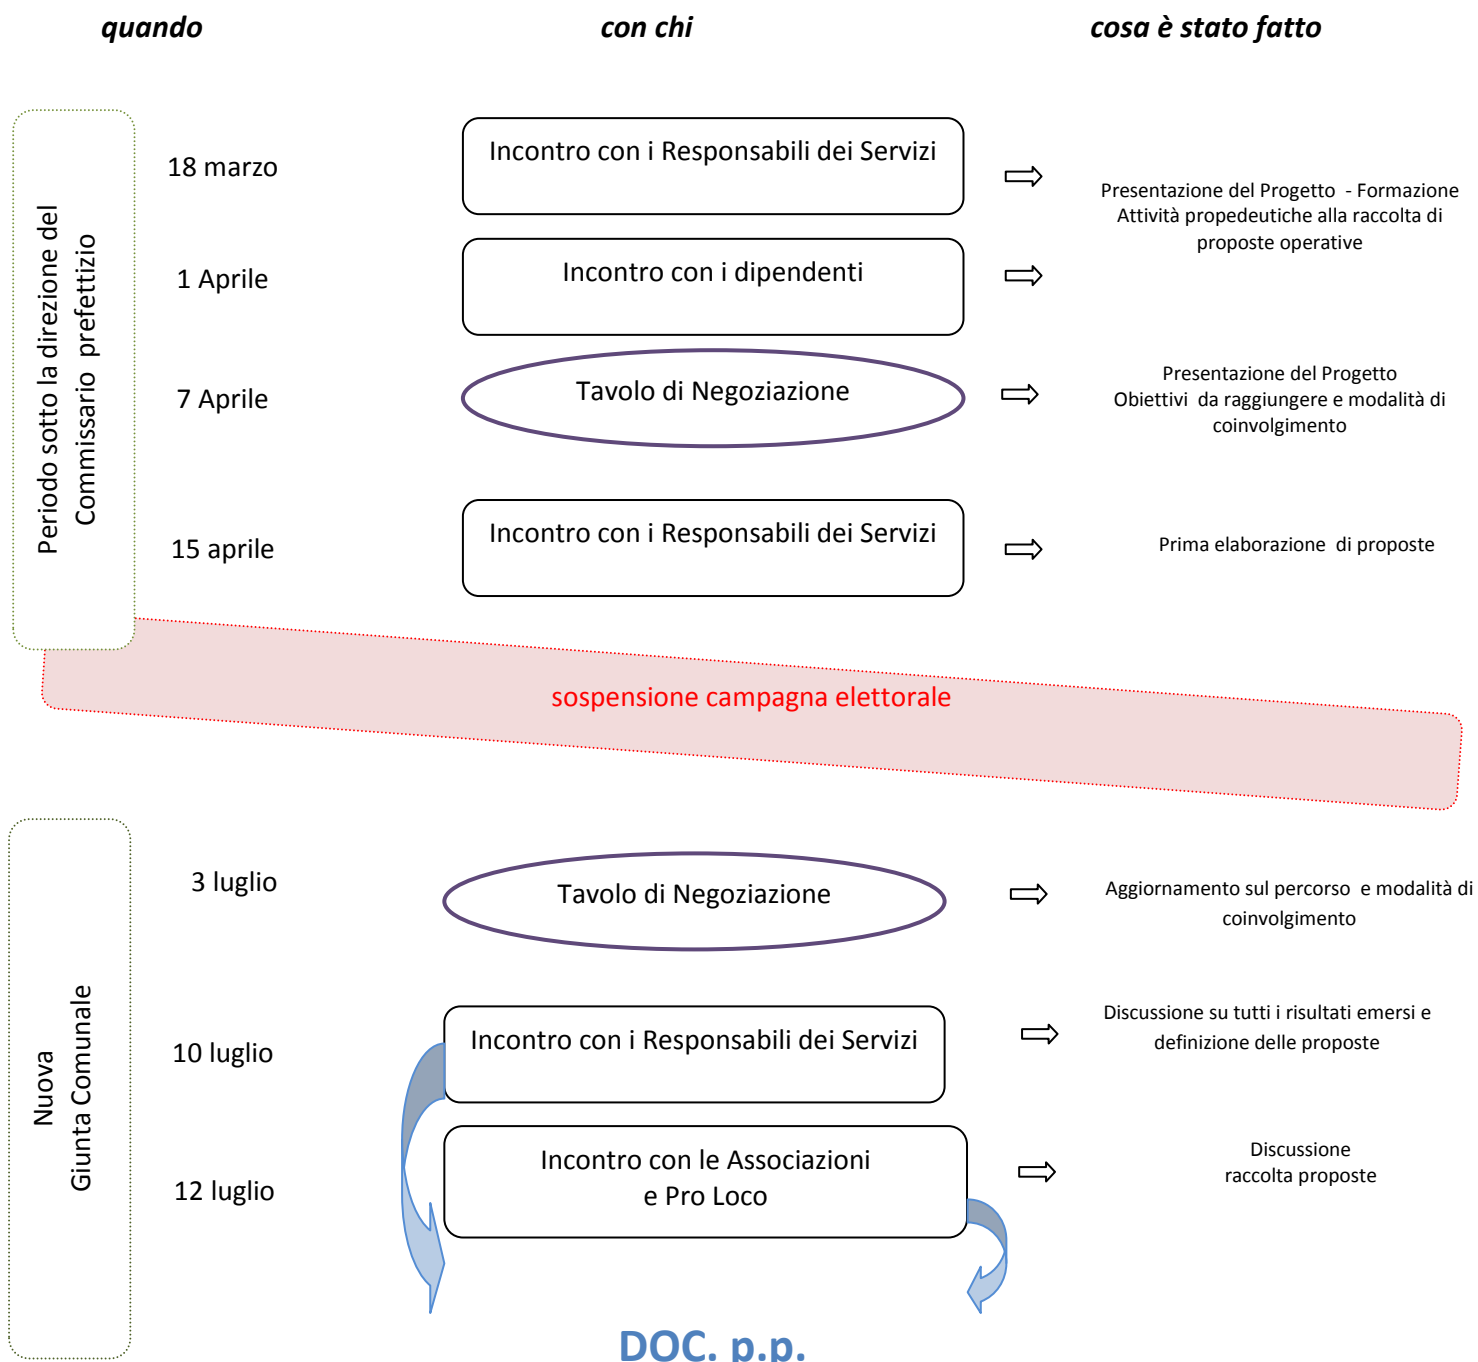 quando
con chi
cosa è stato fatto
Periodo sotto la direzione del
Commissario prefettizio
18 marzo
Incontro con i Responsabili dei Servizi
Presentazione del Progetto - Formazione
Attività propedeutiche alla raccolta di
proposte operative
1 Aprile
Incontro con i dipendenti
7 Aprile
Tavolo di Negoziazione
Presentazione del Progetto
Obiettivi da raggiungere e modalità di
coinvolgimento
15 aprile
Incontro con i Responsabili dei Servizi
Prima elaborazione di proposte
sospensione campagna elettorale
Nuova
Giunta Comunale
3 luglio
Tavolo di Negoziazione
Aggiornamento sul percorso e modalità di
coinvolgimento
10 luglio
Incontro con i Responsabili dei Servizi
Discussione su tutti i risultati emersi e
definizione delle proposte
12 luglio
Incontro con le Associazioni
e Pro Loco
Discussione
raccolta proposte
DOC. p.p.